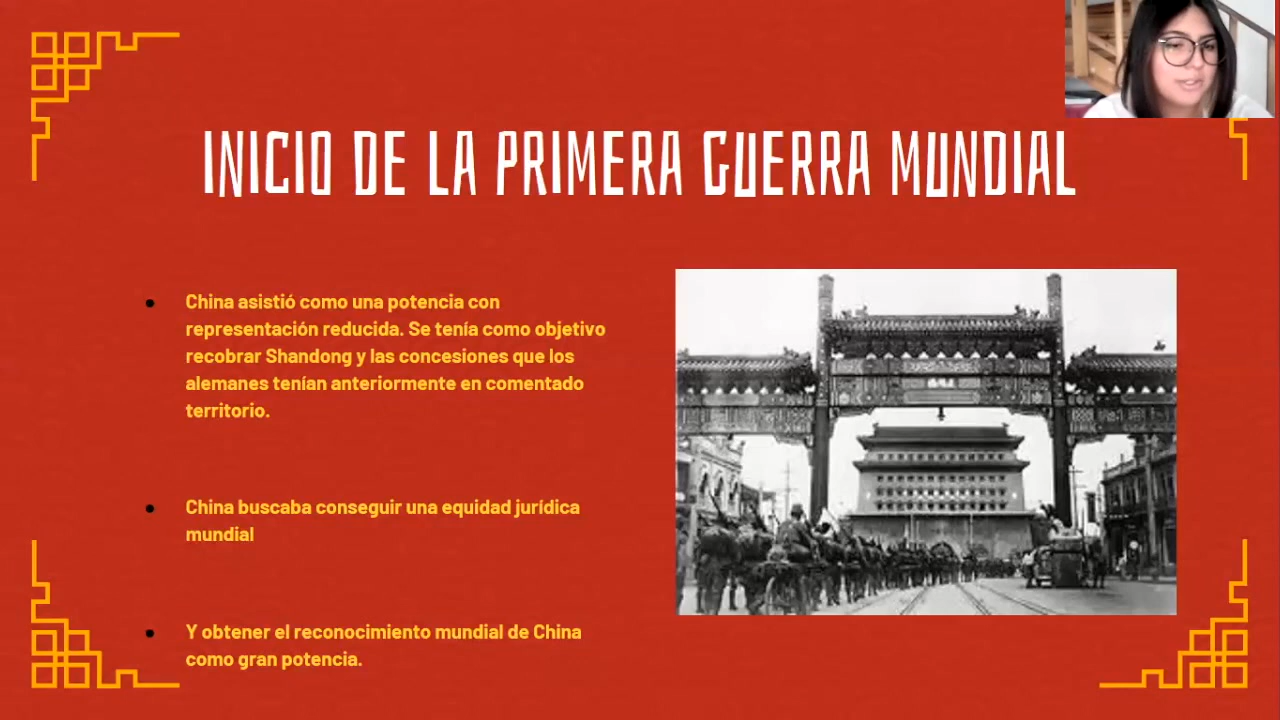 INICIO DE LA PRIMERA GUERRA MUNDIAL
China asistió como una potencia con
representación reducida. Se tenía como objetivo
recobrar Shandong y las concesiones que los
alemanes tenían anteriormente en comentado
territorio.
China buscaba conseguir una equidad jurídica
mundial
Y obtener el reconocimiento mundial de China
como gran potencia.